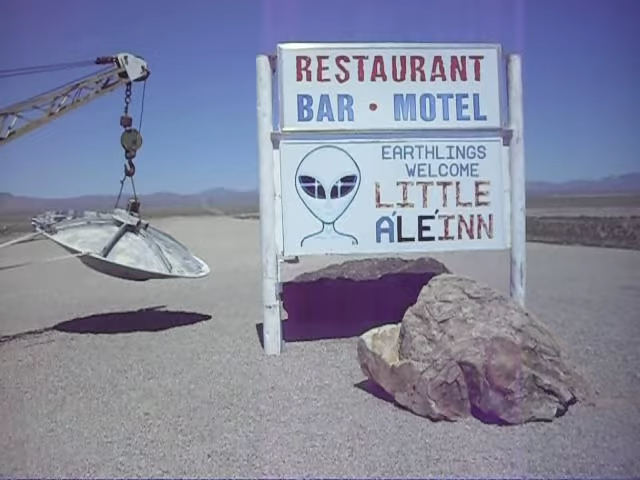 RESTAURANT
BAR • MOTEL
EARTHLINGS
WELCOME
LITTLE
A'LE'INN